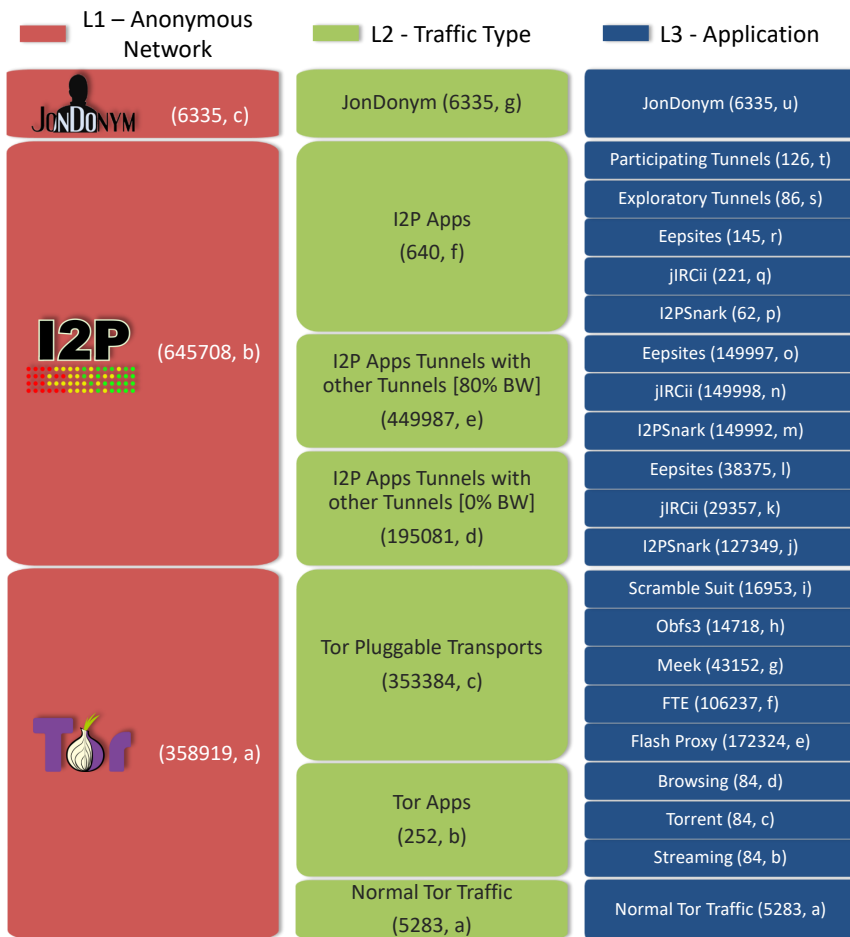 L1 – Anonymous
Network
L2 - Traffic Type
L3 - Application
JONDONYM
(6335, c)
JonDonym (6335, g)
JonDonym (6335, u)
I2P
(645708, b)
I2P Apps
(640, f)
Participating Tunnels (126, t)
Exploratory Tunnels (86, s)
Eepsites (145, r)
jIRCii (221, q)
I2PSnark (62, p)
I2P Apps Tunnels with
other Tunnels [80% BW]
(449987, e)
Eepsites (149997, o)
jIRCii (149998, n)
I2PSnark (149992, m)
I2P Apps Tunnels with
other Tunnels [0% BW]
(195081, d)
Eepsites (38375, l)
jIRCii (29357, k)
I2PSnark (127349, j)
Tor
(358919, a)
Tor Pluggable Transports
(353384, c)
Scramble Suit (16953, i)
Obfs3 (14718, h)
Meek (43152, g)
FTE (106237, f)
Flash Proxy (172324, e)
Tor Apps
(252, b)
Browsing (84, d)
Torrent (84, c)
Streaming (84, b)
Normal Tor Traffic
(5283, a)
Normal Tor Traffic (5283, a)